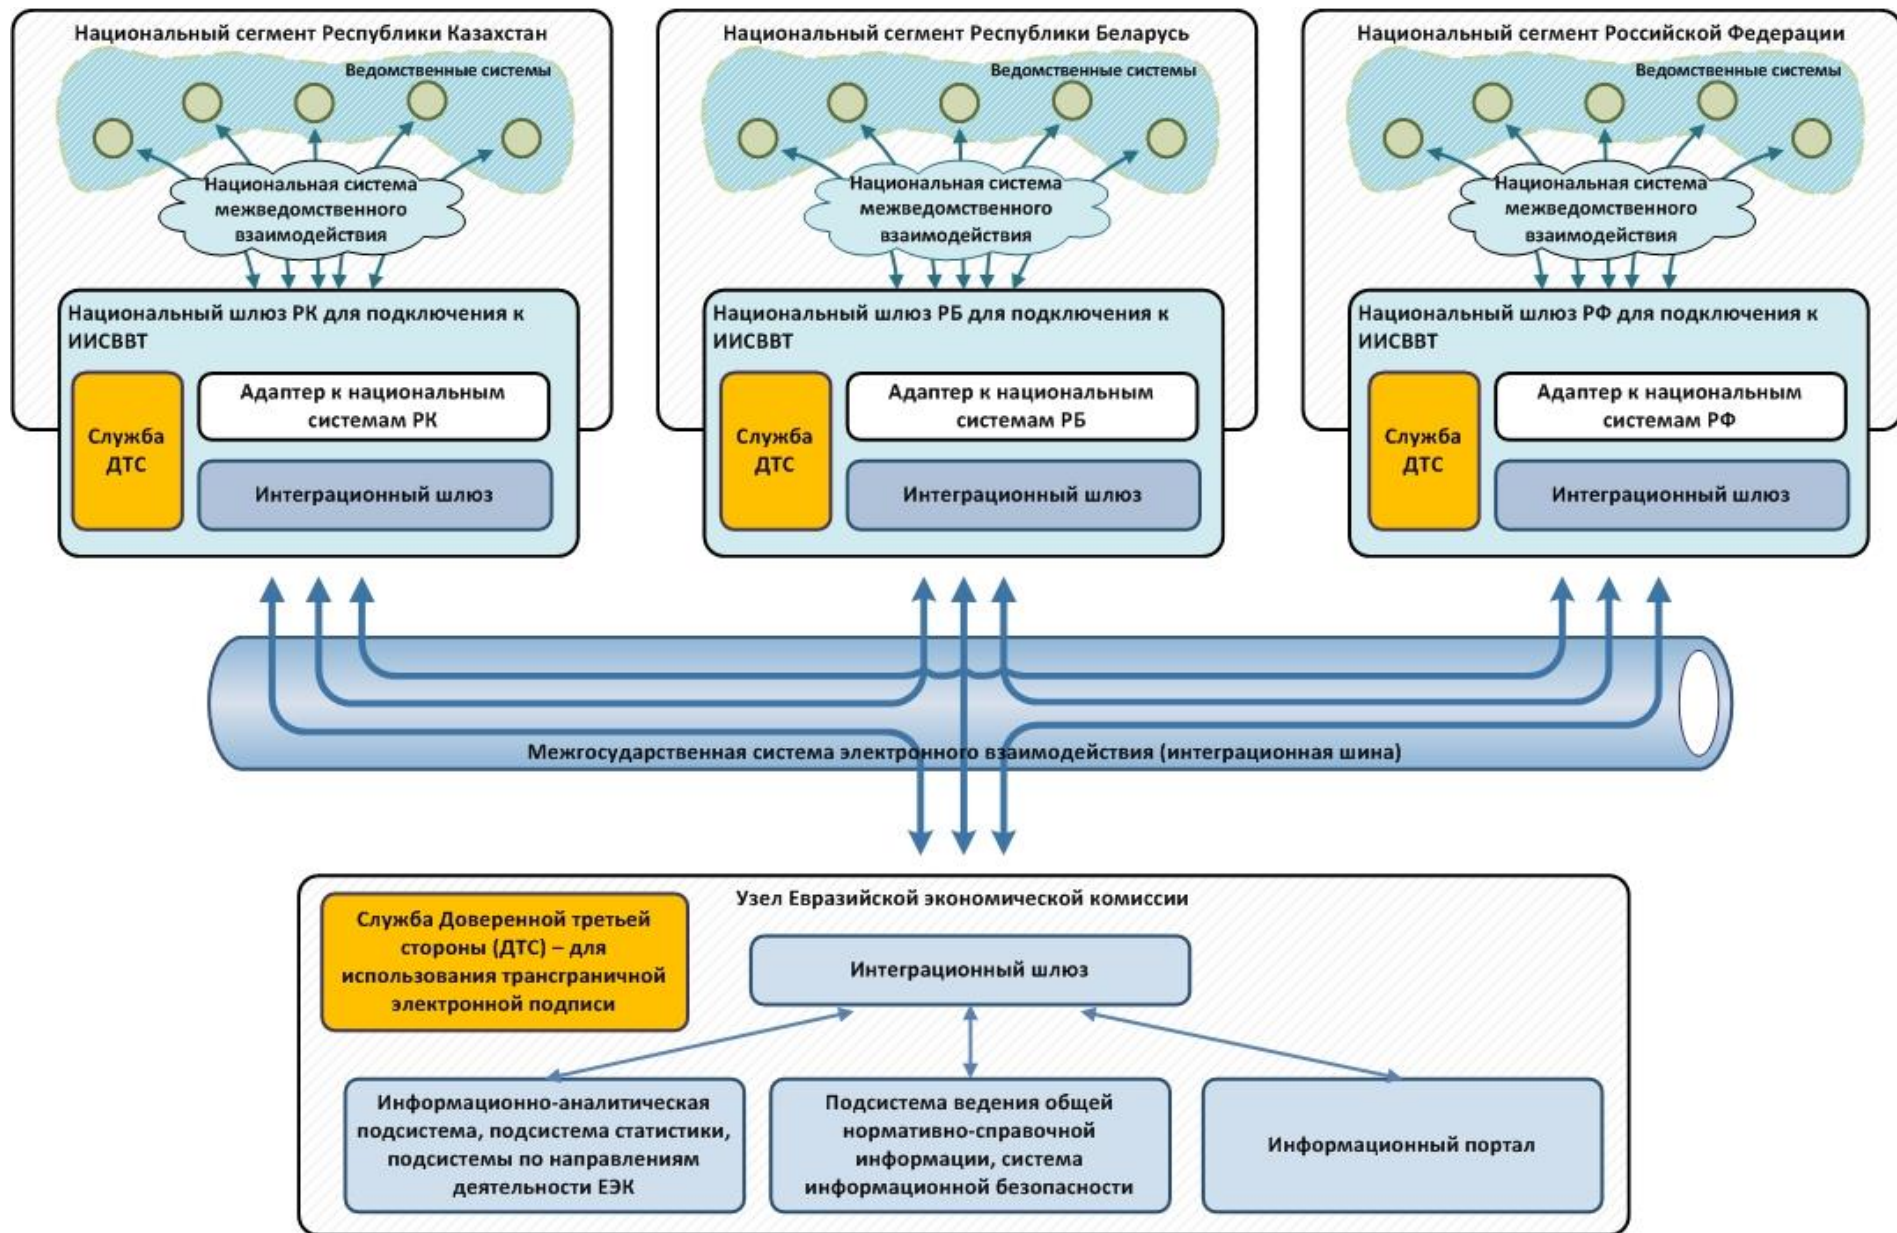 Национальный сегмент Республики Казахстан
Ведомственные системы
Национальная система
межведомственного
взаимодействия
Национальный шлюз РК для подключения к
ИИСВВТ
Служба
ДТС
Адаптер к национальным
системам РК
Интеграционный шлюз
Национальный сегмент Республики Беларусь
Ведомственные системы
Национальная система
межведомственного
взаимодействия
Национальный шлюз РБ для подключения к
ИИСВВТ
Служба
ДТС
Адаптер к национальным
системам РБ
Интеграционный шлюз
Национальный сегмент Российской Федерации
Ведомственные системы
Национальная система
межведомственного
взаимодействия
Национальный шлюз РФ для подключения к
ИИСВВТ
Служба
ДТС
Адаптер к национальным
системам РФ
Интеграционный шлюз
Межгосударственная система электронного взаимодействия (интеграционная шина)
Узел Евразийской экономической комиссии
Служба Доверенной третьей
стороны (ДТС) – для
использования трансграничной
электронной подписи
Интеграционный шлюз
Информационно-аналитическая
подсистема, подсистема статистики,
подсистемы по направлениям
деятельности ЕЭК
Подсистема ведения общей
нормативно-справочной
информации, система
информационной безопасности
Информационный портал